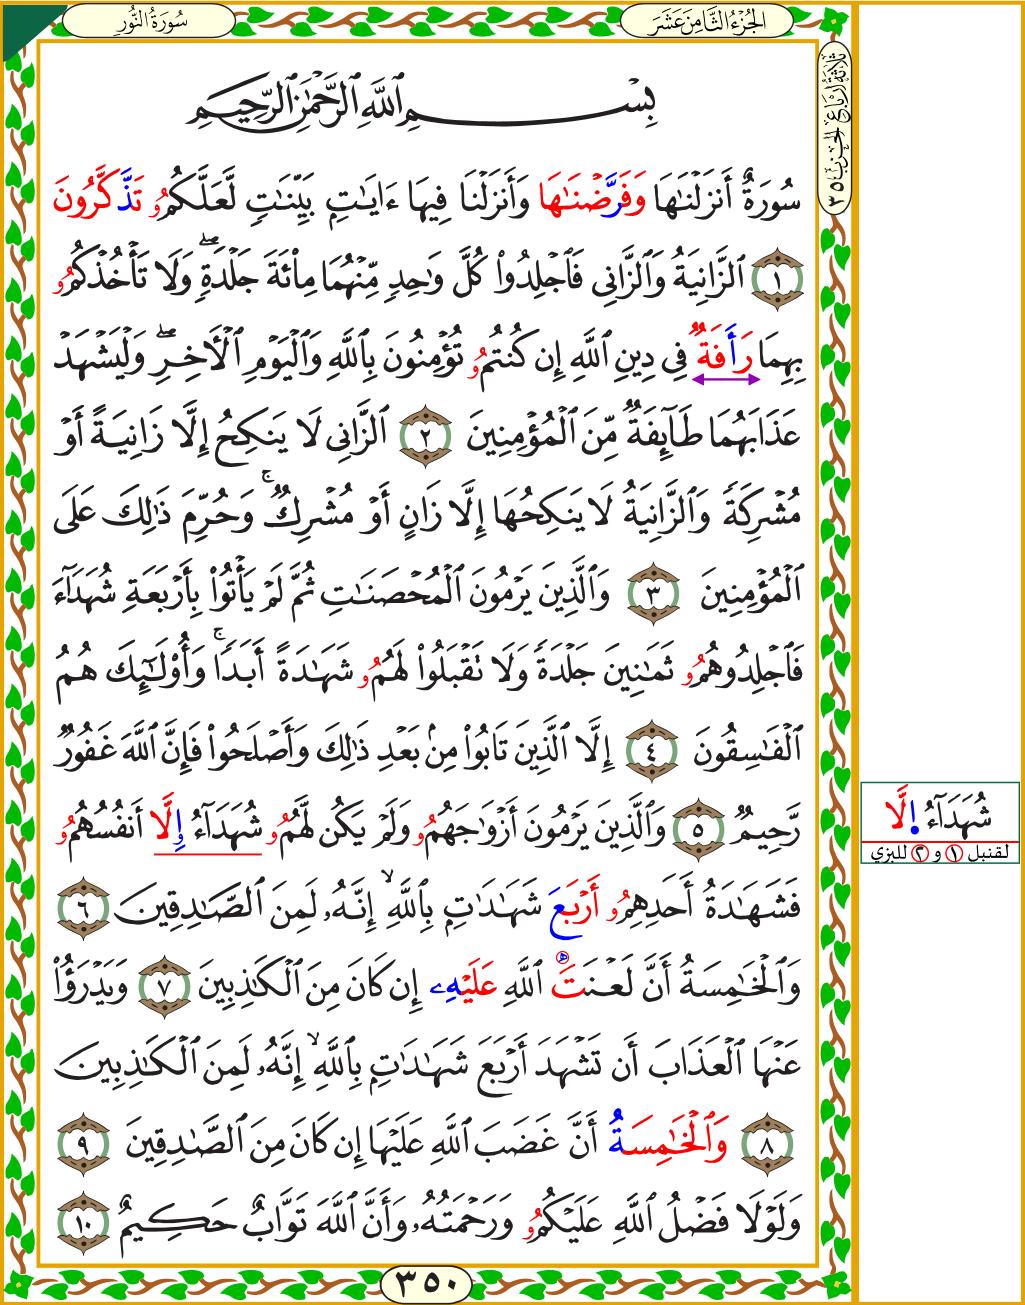 سُورَةُ النُّورِ
الجُزْءُ الثَّامِنَ عَشَرَ
ثَلَاثَةُ أَرْبَاعِ الحِزْبِ ٣٥
بِسْمِ ٱللَّهِ ٱلرَّحْمَٰنِ ٱلرَّحِيمِ
سُورَةٌ أَنزَلْنَٰهَا وَفَرَّضْنَٰهَا وَأَنزَلْنَا فِيهَا ءَايَٰتِۭ بَيِّنَٰتٖ لَّعَلَّكُمُۥ تَذَّكَّرُونَ
١ ٱلزَّانِيَةُ وَٱلزَّانِي فَٱجْلِدُوا۟ كُلَّ وَٰحِدٖ مِّنْهُمَا مِا۟ئَةَ جَلْدَةٖۖ وَلَا تَأْخُذْكُمُۥ
بِهِمَا رَأَفَةٞ فِي دِينِ ٱللَّهِ إِن كُنتُمُۥ تُؤْمِنُونَ بِٱللَّهِ وَٱلْيَوْمِ ٱلْأَخِرِۖ وَلْيَشْهَدْ
عَذَابَهُمَا طَآئِفَةٞ مِّنَ ٱلْمُؤْمِنِينَ ٢ ٱلزَّانِي لَا يَنكِحُ إِلَّا زَانِيَةً أَوْ
مُشْرِكَةٗ وَٱلزَّانِيَةُ لَا يَنكِحُهَا إِلَّا زَانٍ أَوْ مُشْرِكٞۚ وَحُرِّمَ ذَٰلِكَ عَلَى
ٱلْمُؤْمِنِينَ ٣ وَٱلَّذِينَ يَرْمُونَ ٱلْمُحْصَنَٰتِ ثُمَّ لَمْ يَأْتُوا۟ بِأَرْبَعَةِ شُهَدَآءَ
فَٱجْلِدُوهُمُۥ ثَمَٰنِينَ جَلْدَةٗ وَلَا تَقْبَلُوا۟ لَهُمُۥ شَهَٰدَةً أَبَدٗاۚ وَأُو۟لَٰٓئِكَ هُمُ
ٱلْفَٰسِقُونَ ٤ إِلَّا ٱلَّذِينَ تَابُوا۟ مِنۢ بَعْدِ ذَٰلِكَ وَأَصْلَحُوا۟ فَإِنَّ ٱللَّهَ غَفُورٞ
رَّحِيمٞ ٥ وَٱلَّذِينَ يَرْمُونَ أَزْوَٰجَهُمُۥ وَلَمْ يَكُن لَّهُمُۥ شُهَدَآءُ اِلَّا أَنفُسُهُمُۥ
فَشَهَٰدَةُ أَحَدِهِمُۥ أَرْبَعَ شَهَٰدَٰتِۭ بِٱللَّهِۙ إِنَّهُۥ لَمِنَ ٱلصَّٰدِقِينَ ٦
وَٱلْخَٰمِسَةُ أَنَّ لَعْنَتَ ٱللَّهِ عَلَيْهِۦ إِن كَانَ مِنَ ٱلْكَٰذِبِينَ ٧ وَيَدْرَؤُا۟
عَنْهَا ٱلْعَذَابَ أَن تَشْهَدَ أَرْبَعَ شَهَٰدَٰتِۭ بِٱللَّهِۙ إِنَّهُۥ لَمِنَ ٱلْكَٰذِبِينَ
٨ وَٱلْخَٰمِسَةُ أَنَّ غَضَبَ ٱللَّهِ عَلَيْهَا إِن كَانَ مِنَ ٱلصَّٰدِقِينَ ٩
وَلَوْلَا فَضْلُ ٱللَّهِ عَلَيْكُمُۥ وَرَحْمَتُهُۥ وَأَنَّ ٱللَّهَ تَوَّابٌ حَكِيمٌ ١٠
شُهَدَآءُ اِلَّا
لقنبل ١ و ٢ للبزي
٣٥٠